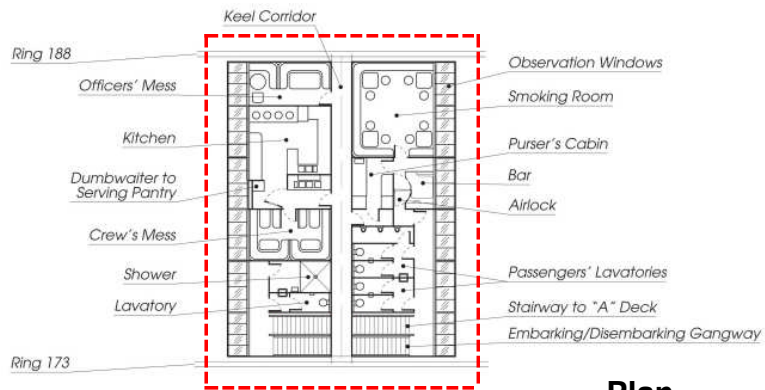 Keel Corridor
Ring 188
Officers' Mess
Kitchen
Dumbwaiter to
Serving Pantry
Crew's Mess
Shower
Lavatory
Ring 173
Observation Windows
Smoking Room
Purser's Cabin
Bar
Airlock
Passengers' Lavatories
Stairway to "A" Deck
Embarking/Disembarking Gangway